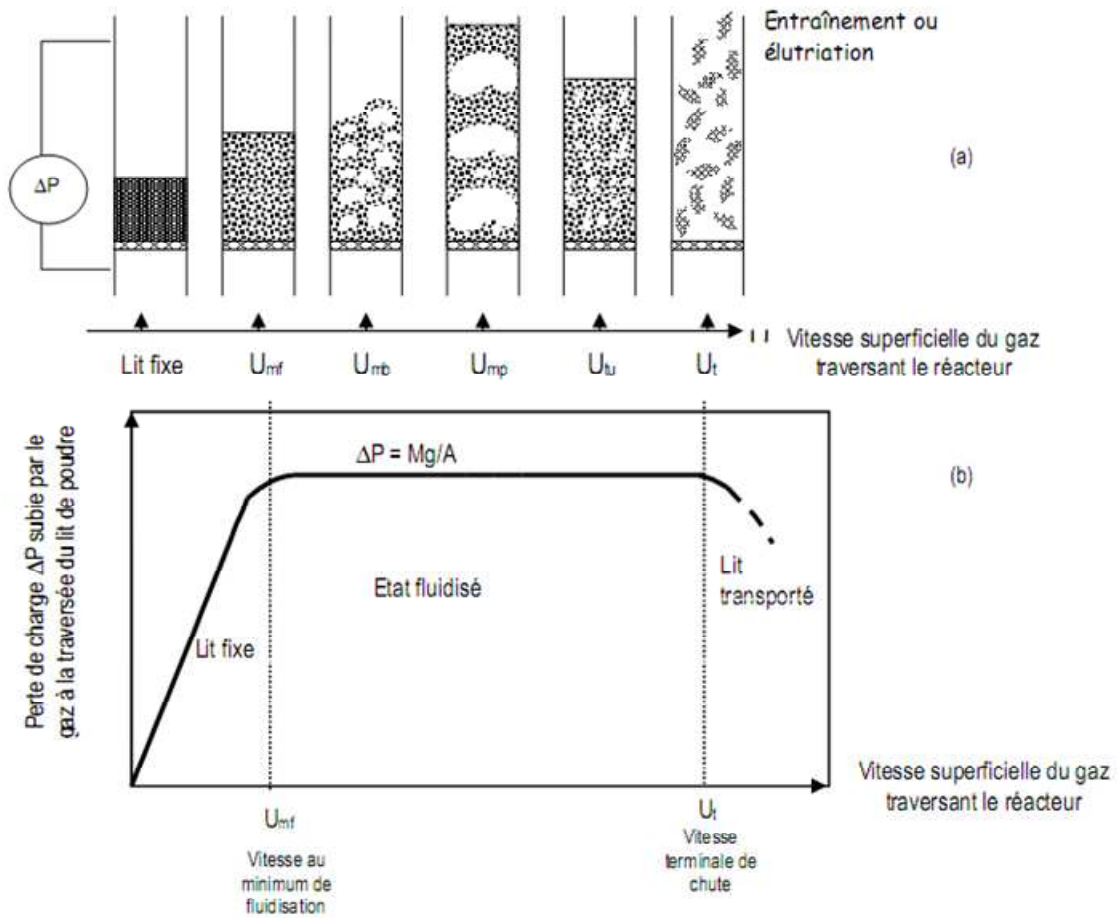 Entraînement ou
élutriation
(a)
ΔP
Vitesse superficielle du gaz
traversant le réacteur
Lit fixe Umf Umb Ump Utu Ut
Perte de charge ΔP subie par le
gaz à la traversée du lit de poudre
ΔP = Mg/A
(b)
Etat fluidisé
Lit
transporté
Lit fixe
Vitesse superficielle du gaz
traversant le réacteur
Umf
Vitesse au
minimum de
fluidisation
Ut
Vitesse
terminale de
chute